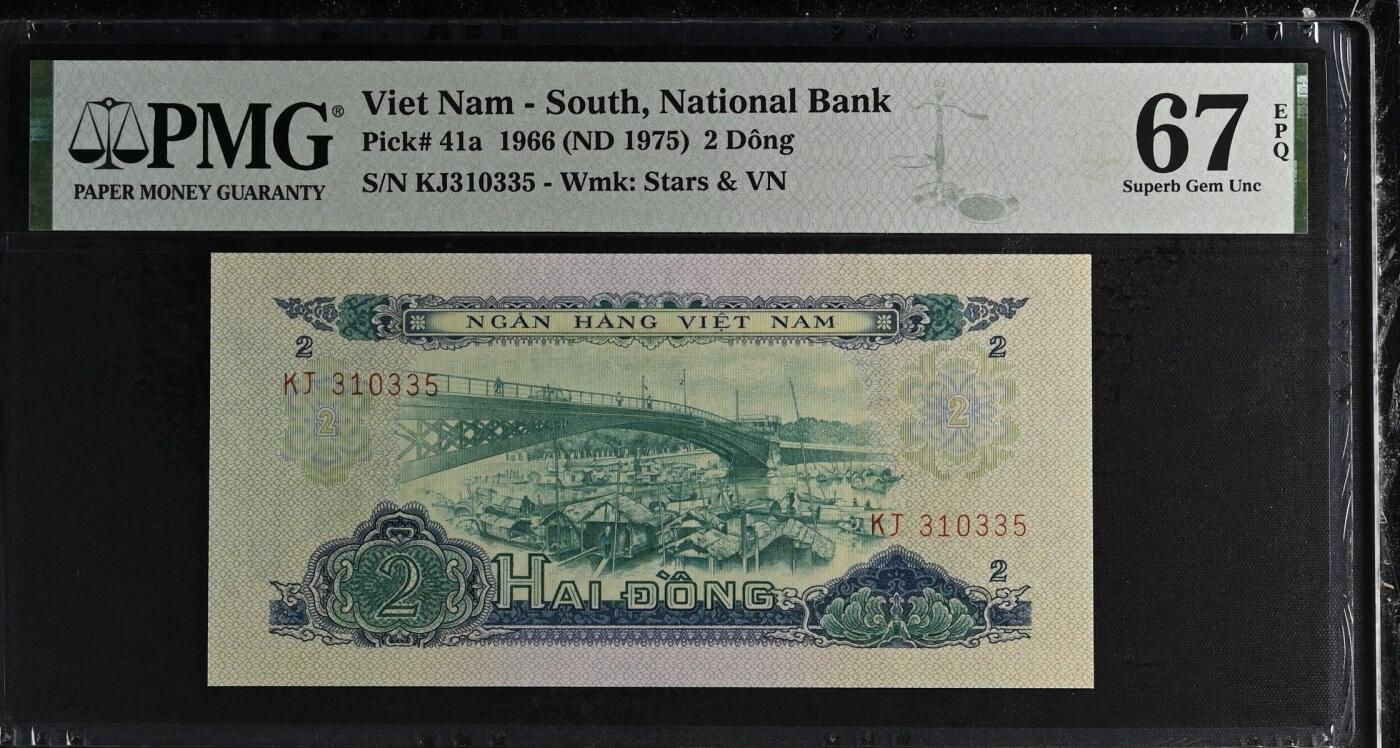 PMG®
PAPER MONEY GUARANTY
Viet Nam - South, National Bank
Pick# 41a 1966 (ND 1975) 2 Dông
S/N KJ310335 - Wmk: Stars & VN
67
EPQ
Superb Gem Unc
NGÂN HÀNG VIỆT NAM
2
2
KJ 310335
2
2
KJ 310335
2
2
HAI ĐỒNG